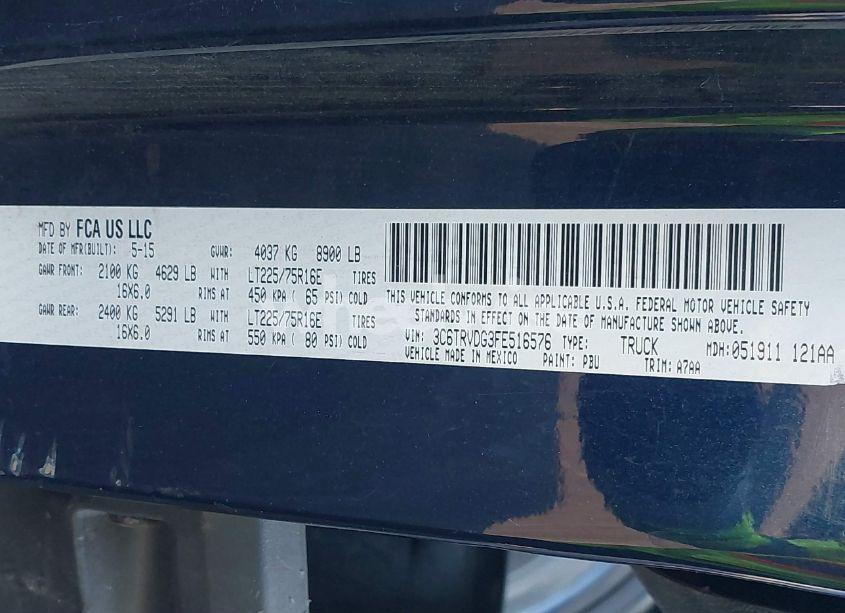 MFD BY FCA US LLC
DATE OF MFR(BUILT): 5-15 GVWR: 4037 KG 8900 LB
GAWR FRONT: 2100 KG 4629 LB WITH LT225/75R16E TIRES
16X6.0 RIMS AT 450 KPA ( 65 PSI) COLD
GAWR REAR: 2400 KG 5291 LB WITH LT225/75R16E TIRES
16X6.0 RIMS AT 550 KPA ( 80 PSI) COLD
THIS VEHICLE CONFORMS TO ALL APPLICABLE U.S.A. FEDERAL MOTOR VEHICLE SAFETY
STANDARDS IN EFFECT ON THE DATE OF MANUFACTURE SHOWN ABOVE.
VIN: 3C6TRVDG3FE516576 TYPE: TRUCK MDH:051911 121AA
VEHICLE MADE IN MEXICO PAINT: PBU TRIM: A7AA